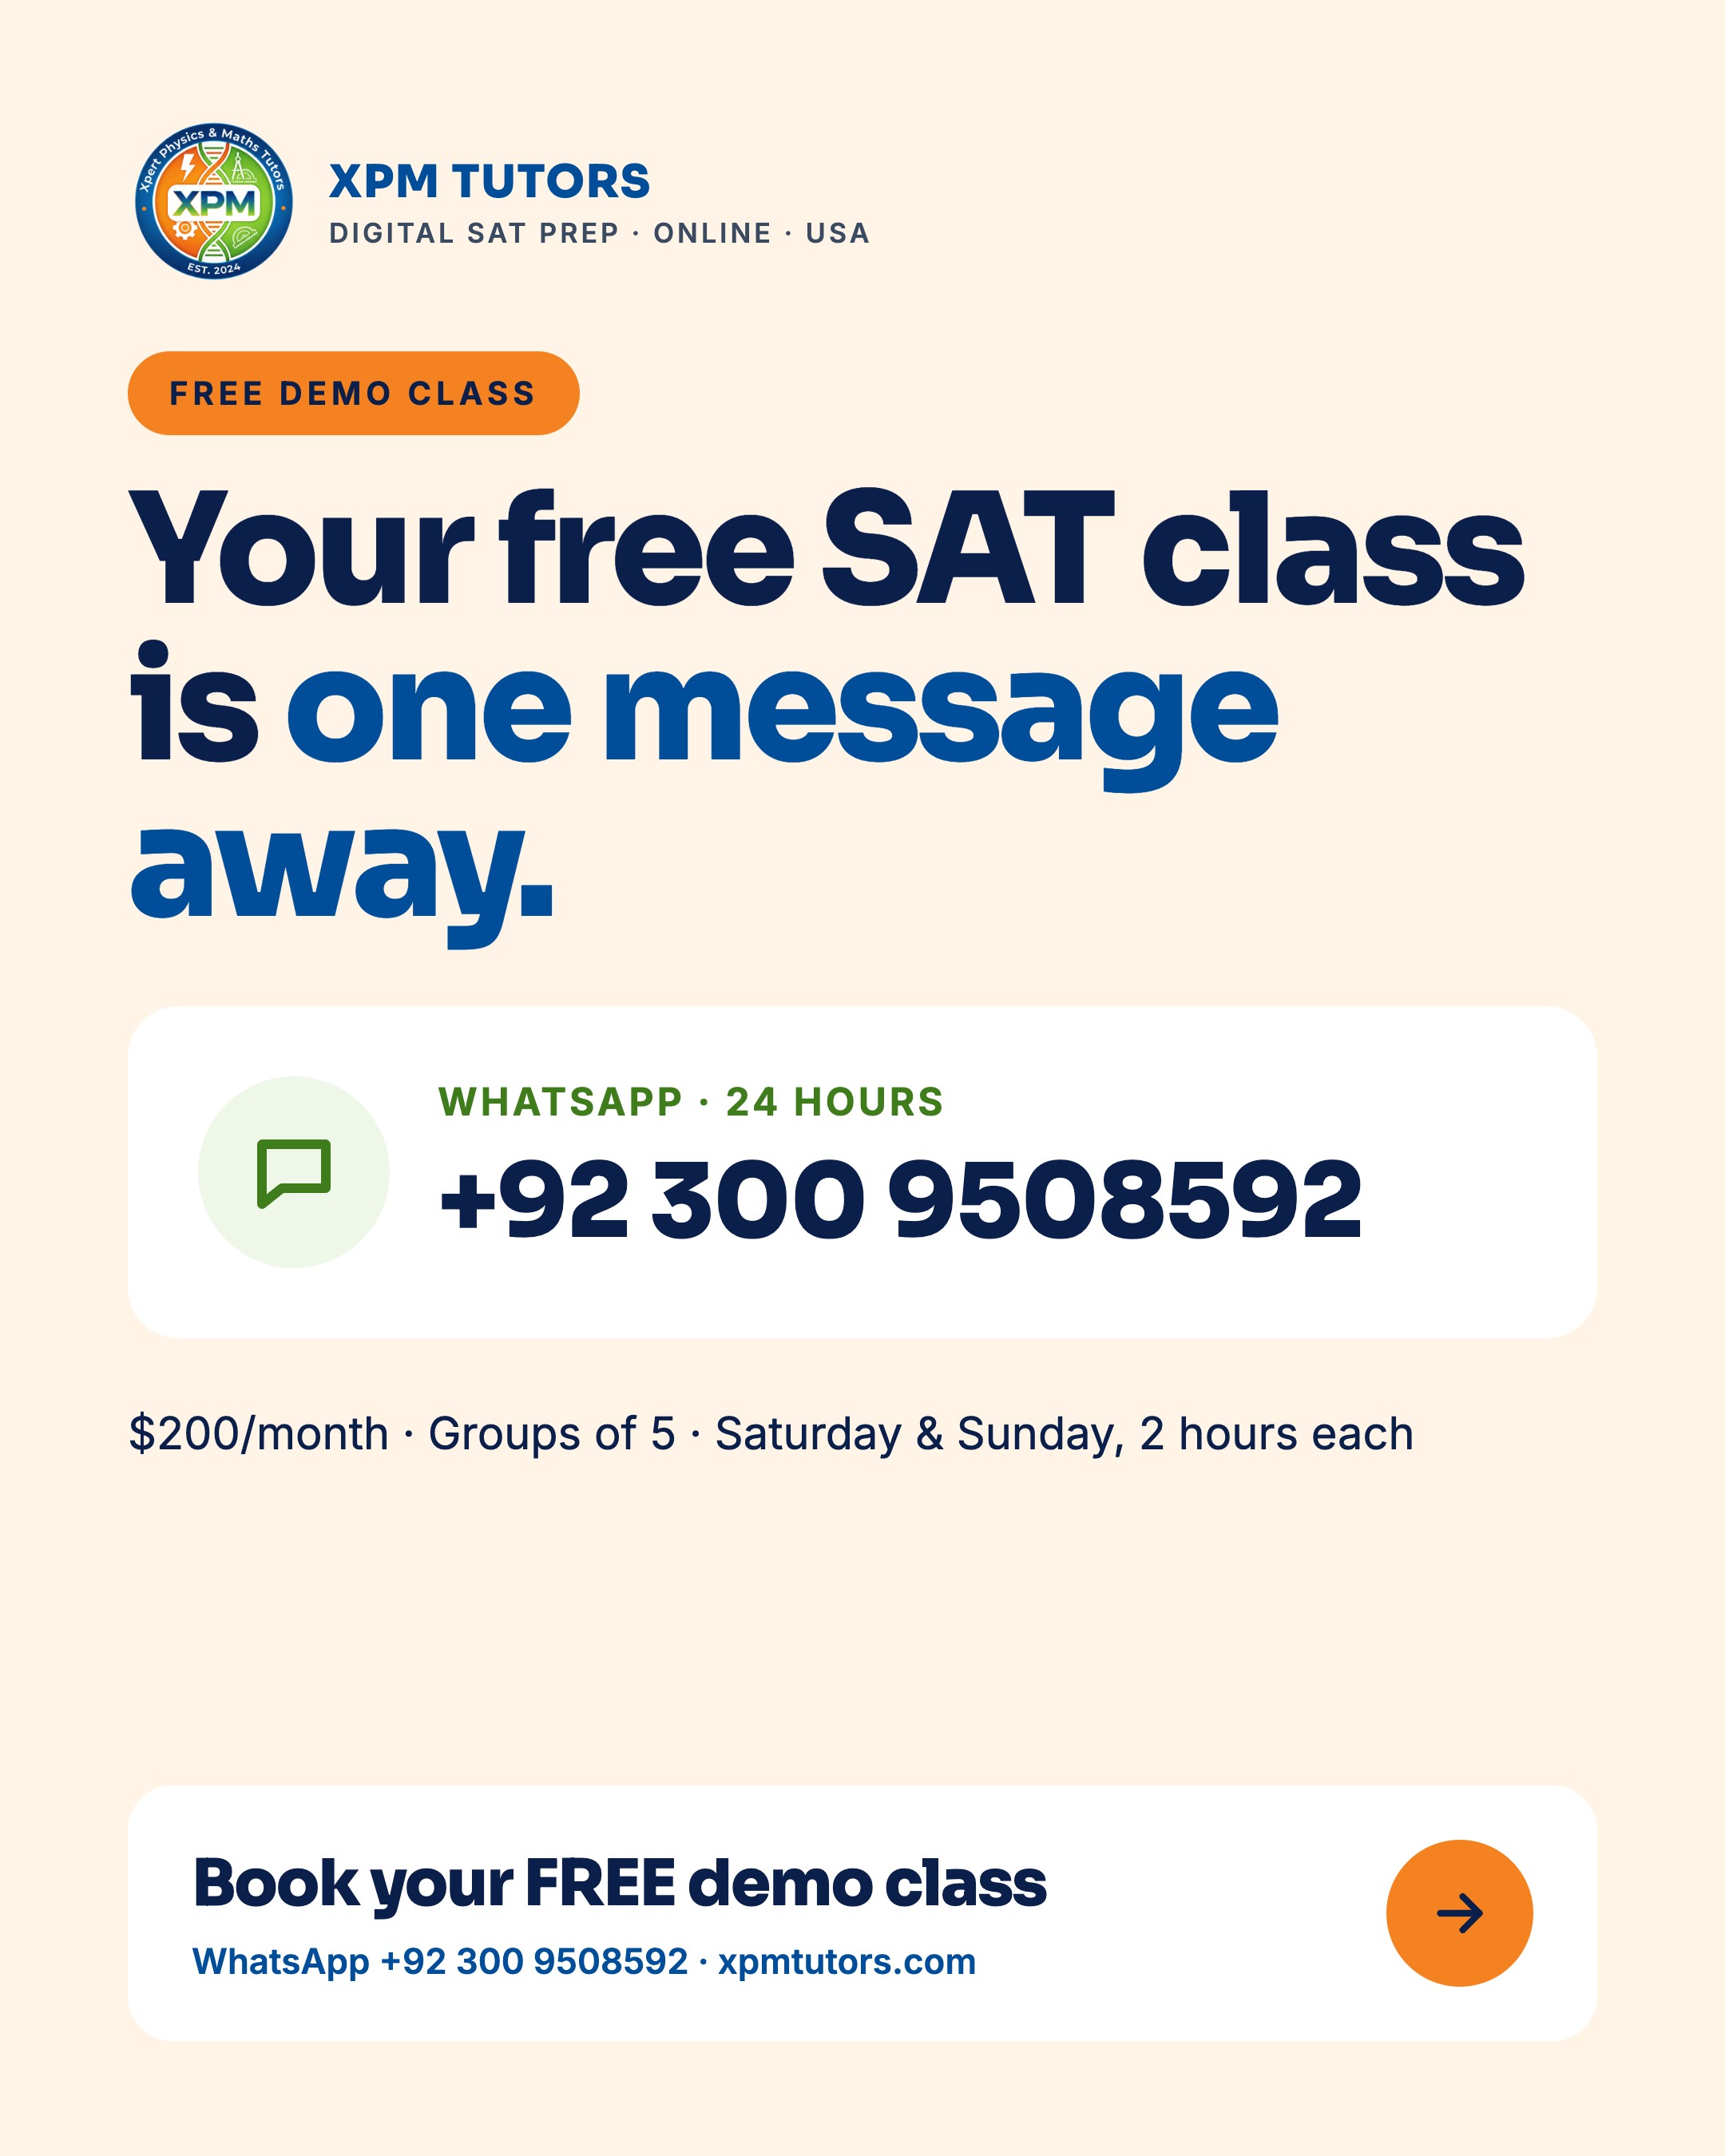 Xpert Physics & Maths Tutors
XPM
EST. 2024
XPM TUTORS
DIGITAL SAT PREP · ONLINE · USA
FREE DEMO CLASS
Your free SAT class
is one message
away.
WHATSAPP · 24 HOURS
+92 300 9508592
$200/month · Groups of 5 · Saturday & Sunday, 2 hours each
Book your FREE demo class
WhatsApp +92 300 9508592 · xpmtutors.com